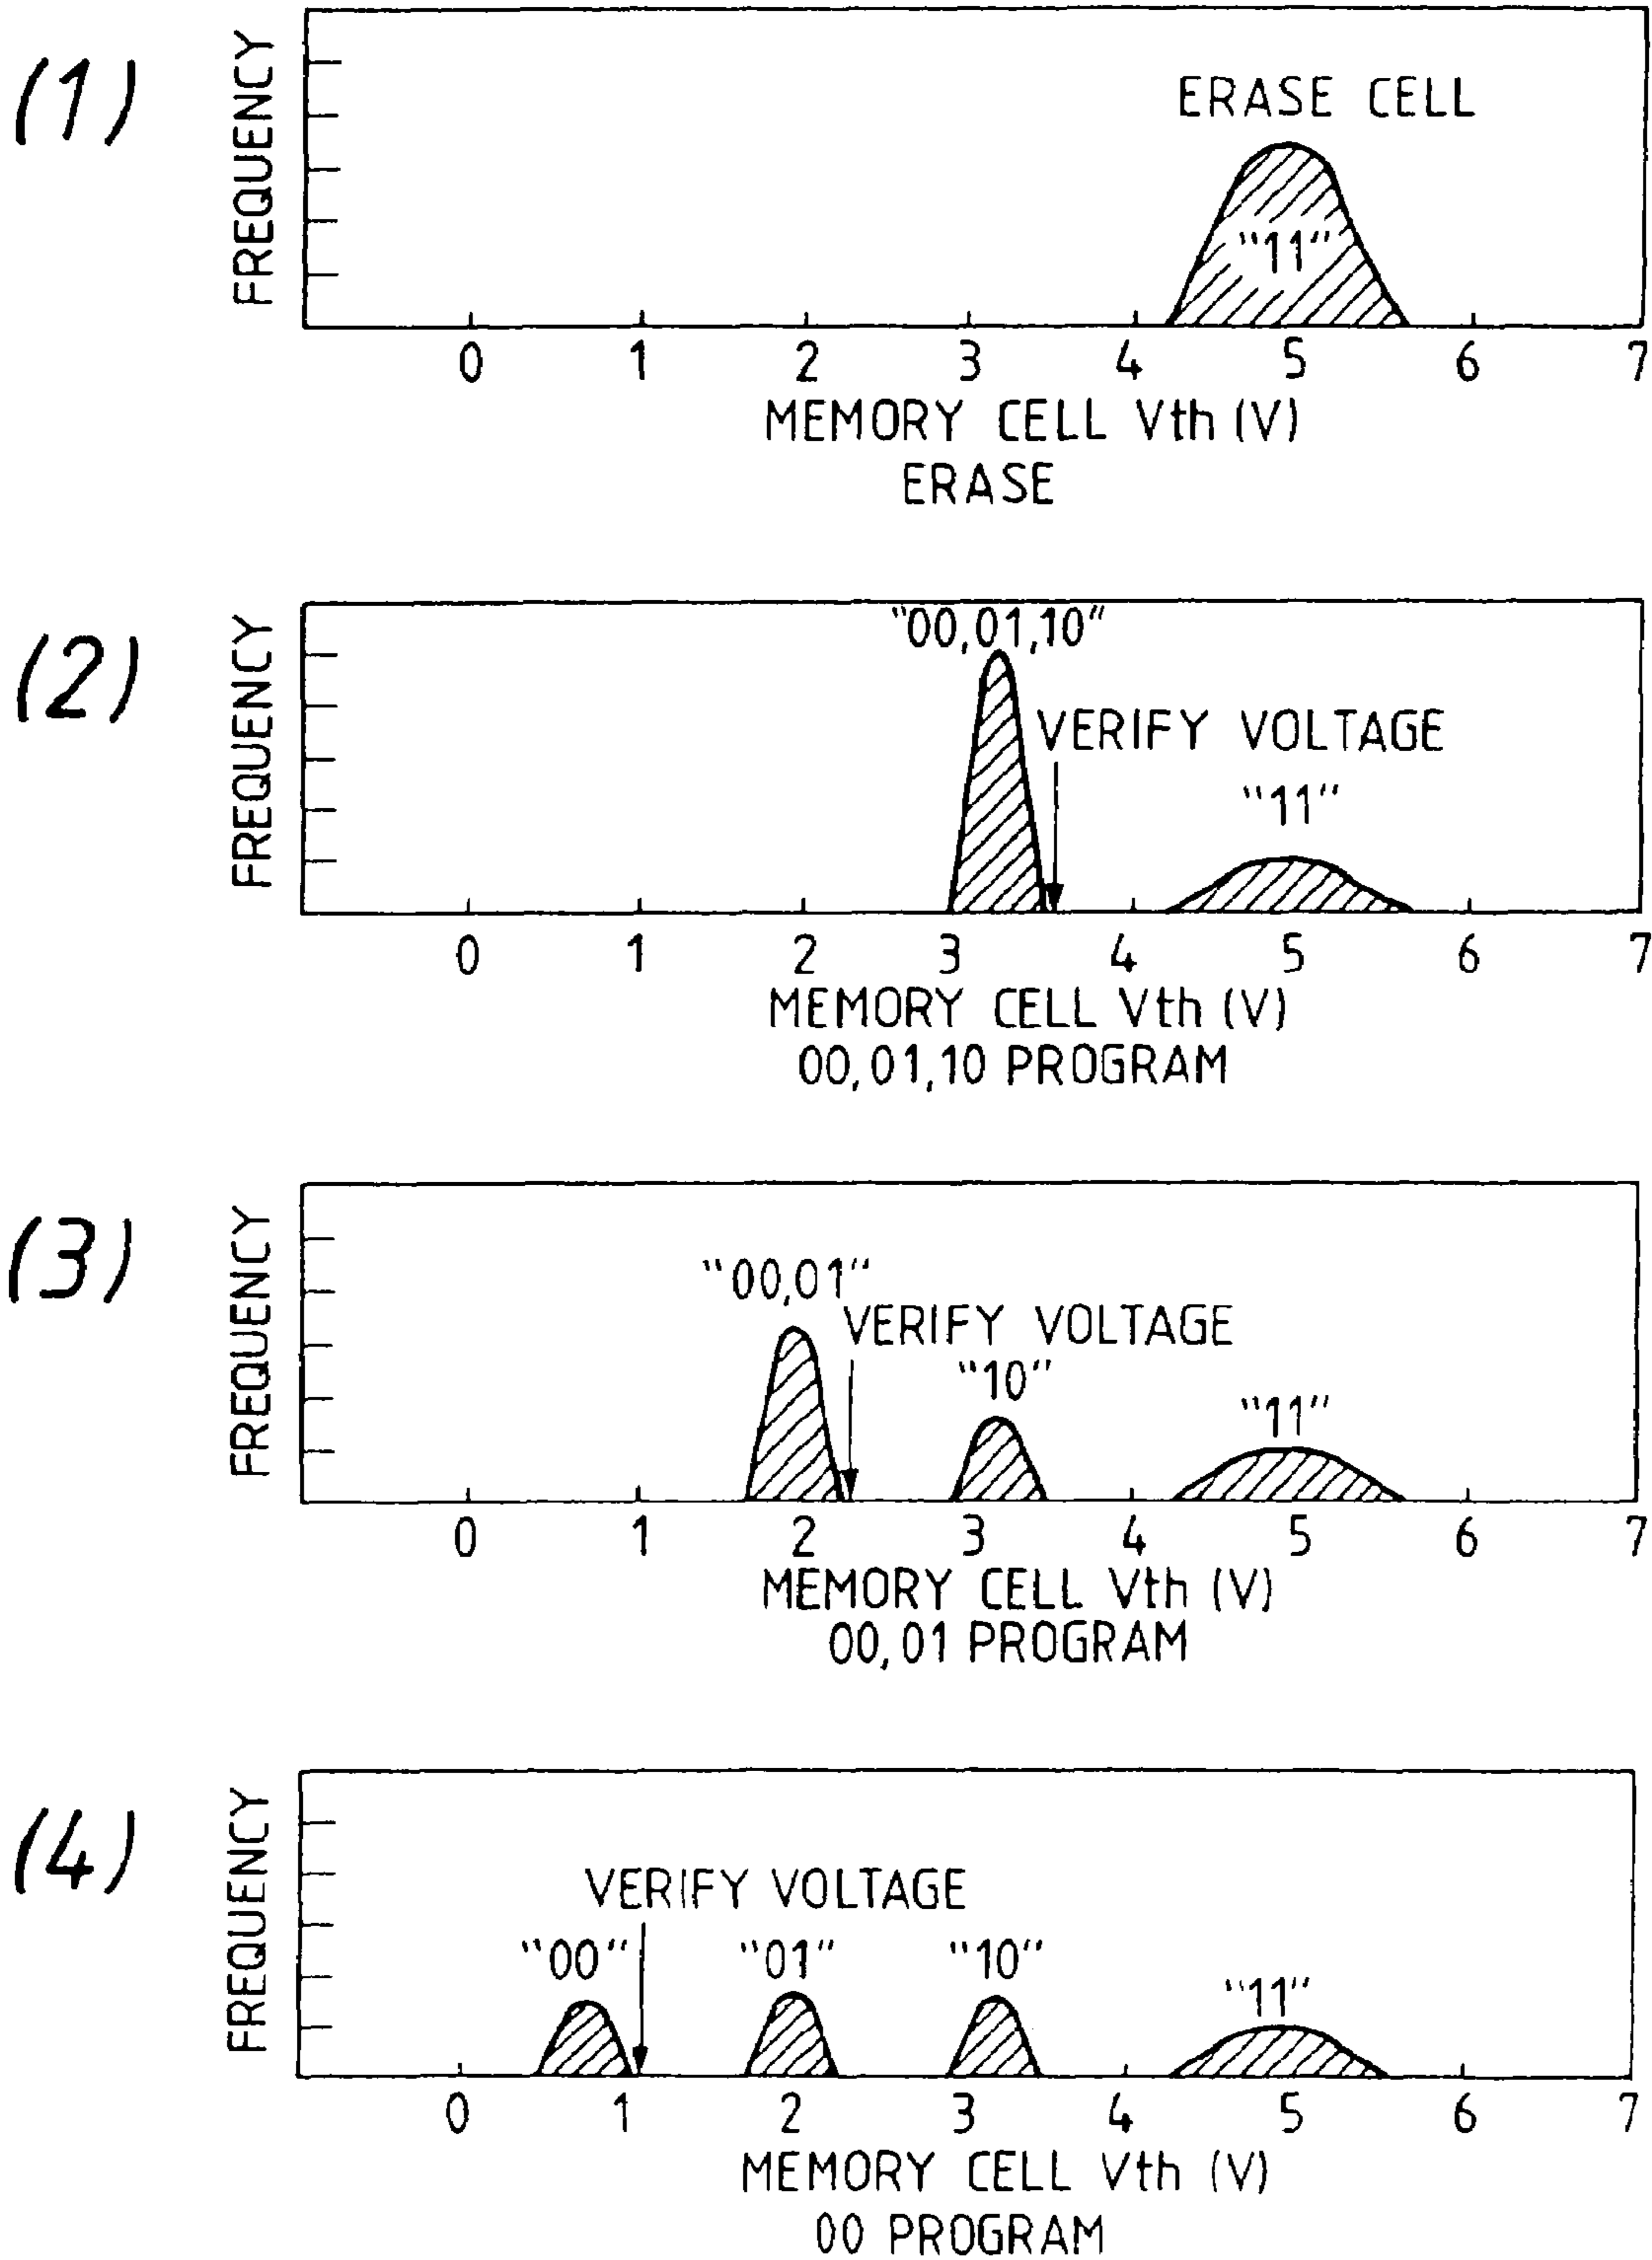 (1)
FREQUENCY
ERASE CELL
"11"
0 1 2 3 4 5 6 7
MEMORY CELL Vth (V)
ERASE
(2)
FREQUENCY
"00,01,10"
VERIFY VOLTAGE
"11"
0 1 2 3 4 5 6 7
MEMORY CELL Vth (V)
00,01,10 PROGRAM
(3)
FREQUENCY
"00,01"
VERIFY VOLTAGE
"10"
"11"
0 1 2 3 4 5 6 7
MEMORY CELL Vth (V)
00,01 PROGRAM
(4)
FREQUENCY
VERIFY VOLTAGE
"00" "01" "10" "11"
0 1 2 3 4 5 6 7
MEMORY CELL Vth (V)
00 PROGRAM